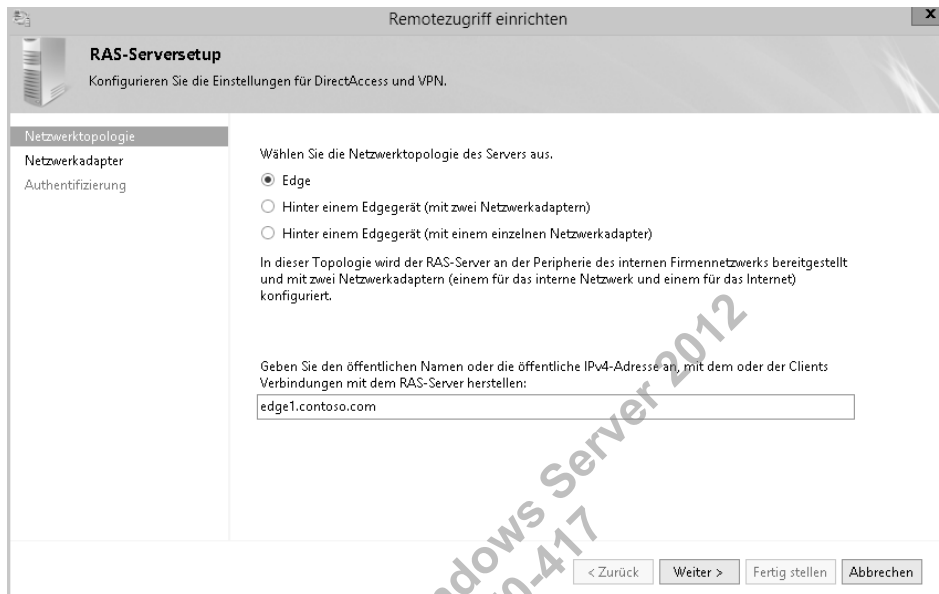 Remotezugriff einrichten
X
RAS-Serversetup
Konfigurieren Sie die Einstellungen für DirectAccess und VPN.
Netzwerktopologie
Netzwerkadapter
Authentifizierung
Wählen Sie die Netzwerktopologie des Servers aus.
Edge
Hinter einem Edgegerät (mit zwei Netzwerkadaptern)
Hinter einem Edgegerät (mit einem einzelnen Netzwerkadapter)
In dieser Topologie wird der RAS-Server an der Peripherie des internen Firmennetzwerks bereitgestellt
und mit zwei Netzwerkadaptern (einem für das interne Netzwerk und einem für das Internet)
konfiguriert.
Geben Sie den öffentlichen Namen oder die öffentliche IPv4-Adresse an, mit dem oder der Clients
Verbindungen mit dem RAS-Server herstellen:
edge1.contoso.com
< Zurück
Weiter >
Fertig stellen
Abbrechen
Server 2012